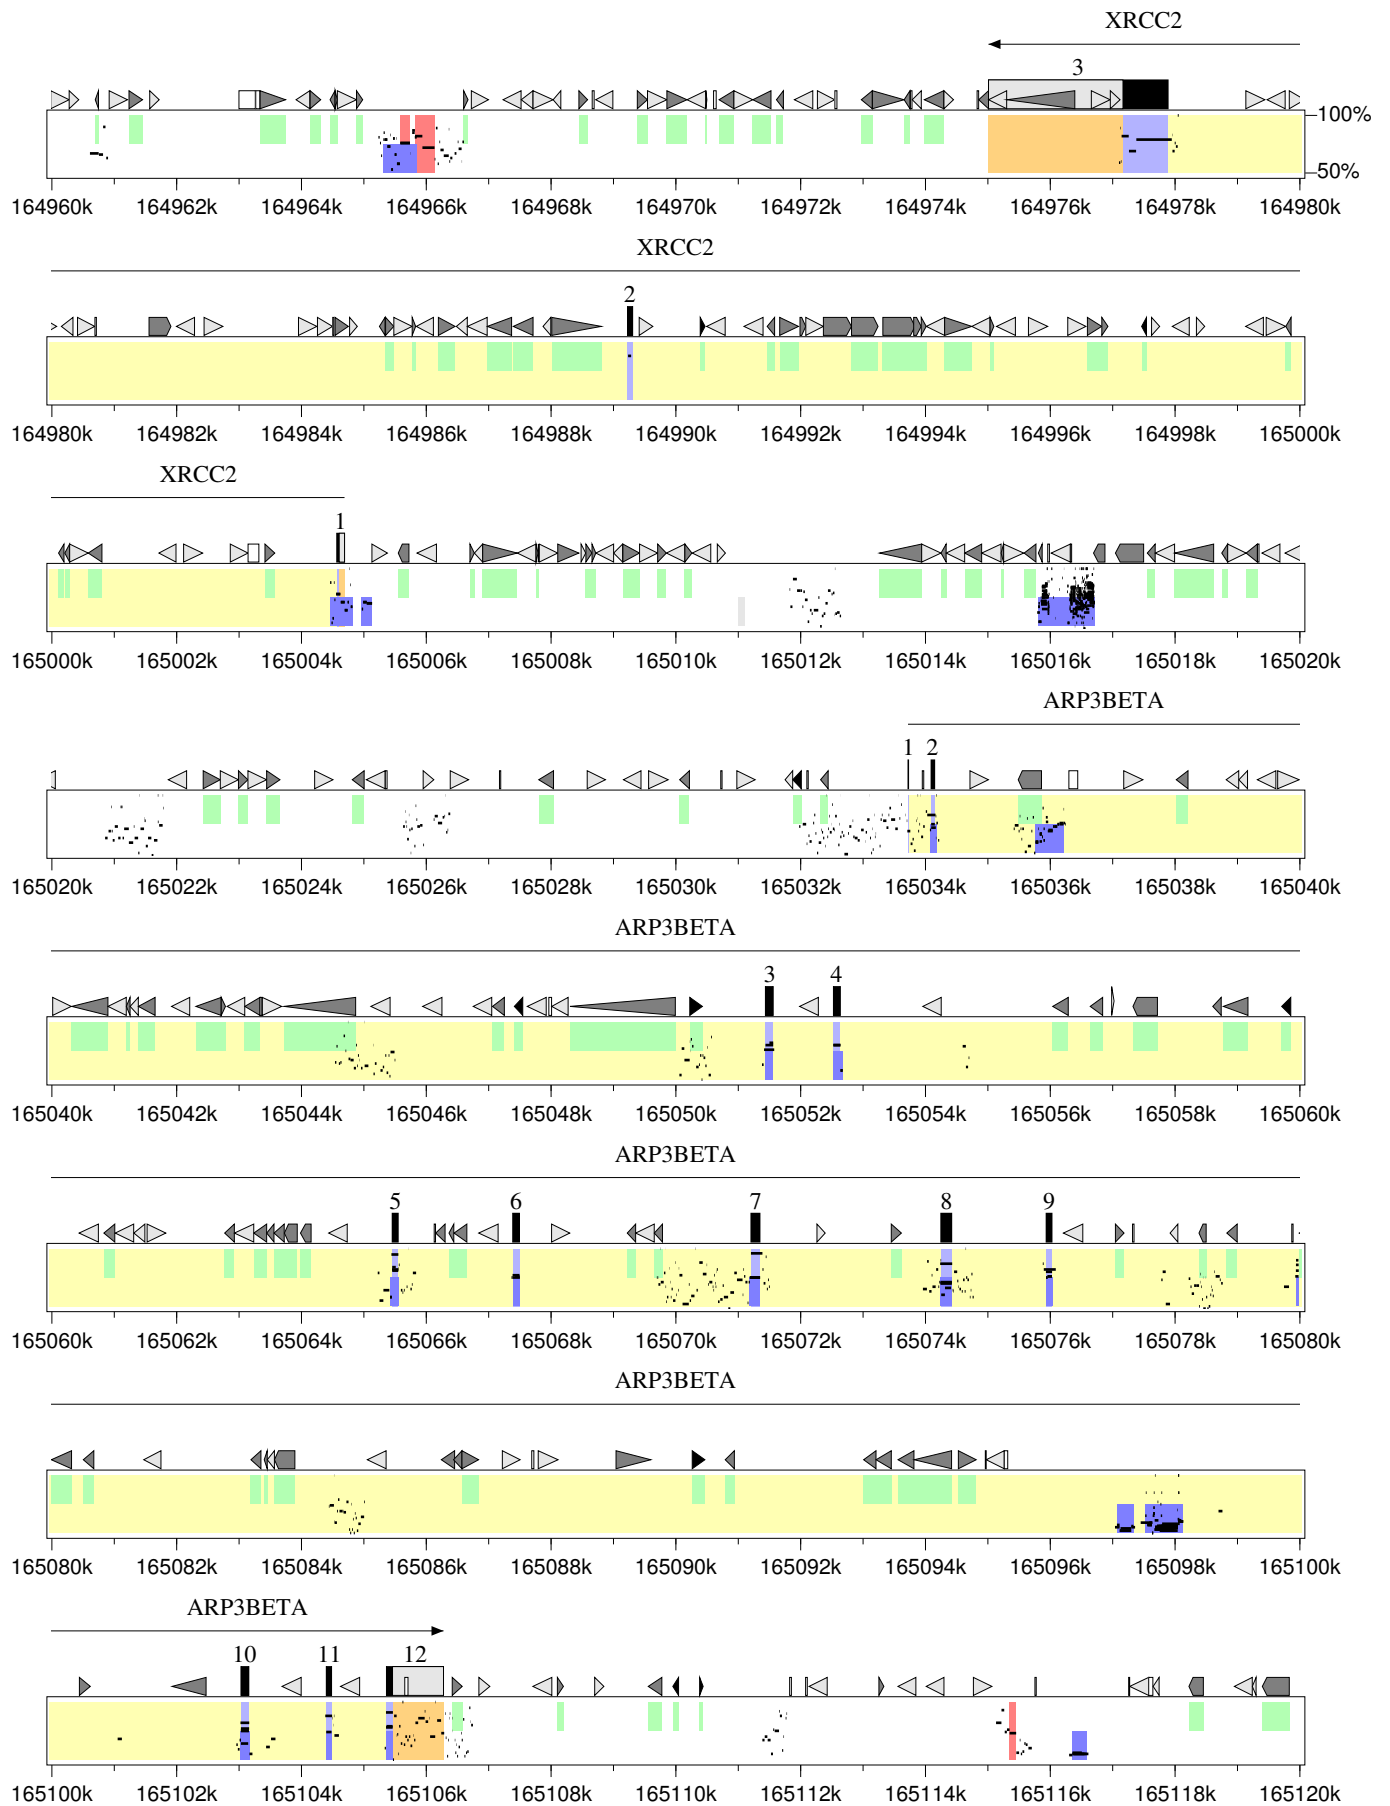 XRCC2
3
100%
50%
164960k 164962k 164964k 164966k 164968k 164970k 164972k 164974k 164976k 164978k 164980k
XRCC2
2
164980k 164982k 164984k 164986k 164988k 164990k 164992k 164994k 164996k 164998k 165000k
XRCC2
1
165000k 165002k 165004k 165006k 165008k 165010k 165012k 165014k 165016k 165018k 165020k
ARP3BETA
1 2
165020k 165022k 165024k 165026k 165028k 165030k 165032k 165034k 165036k 165038k 165040k
ARP3BETA
3 4
165040k 165042k 165044k 165046k 165048k 165050k 165052k 165054k 165056k 165058k 165060k
ARP3BETA
5 6 7 8 9
165060k 165062k 165064k 165066k 165068k 165070k 165072k 165074k 165076k 165078k 165080k
ARP3BETA
165080k 165082k 165084k 165086k 165088k 165090k 165092k 165094k 165096k 165098k 165100k
ARP3BETA
10 11 12
165100k 165102k 165104k 165106k 165108k 165110k 165112k 165114k 165116k 165118k 165120k